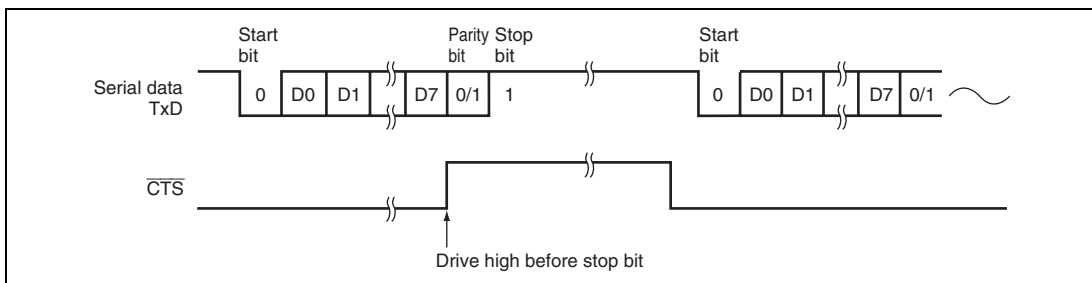 Start bit
Parity bit
Stop bit
Start bit
Serial data TxD
0 D0 D1 D7 0/1 1
0 D0 D1 D7 0/1
CTS
Drive high before stop bit